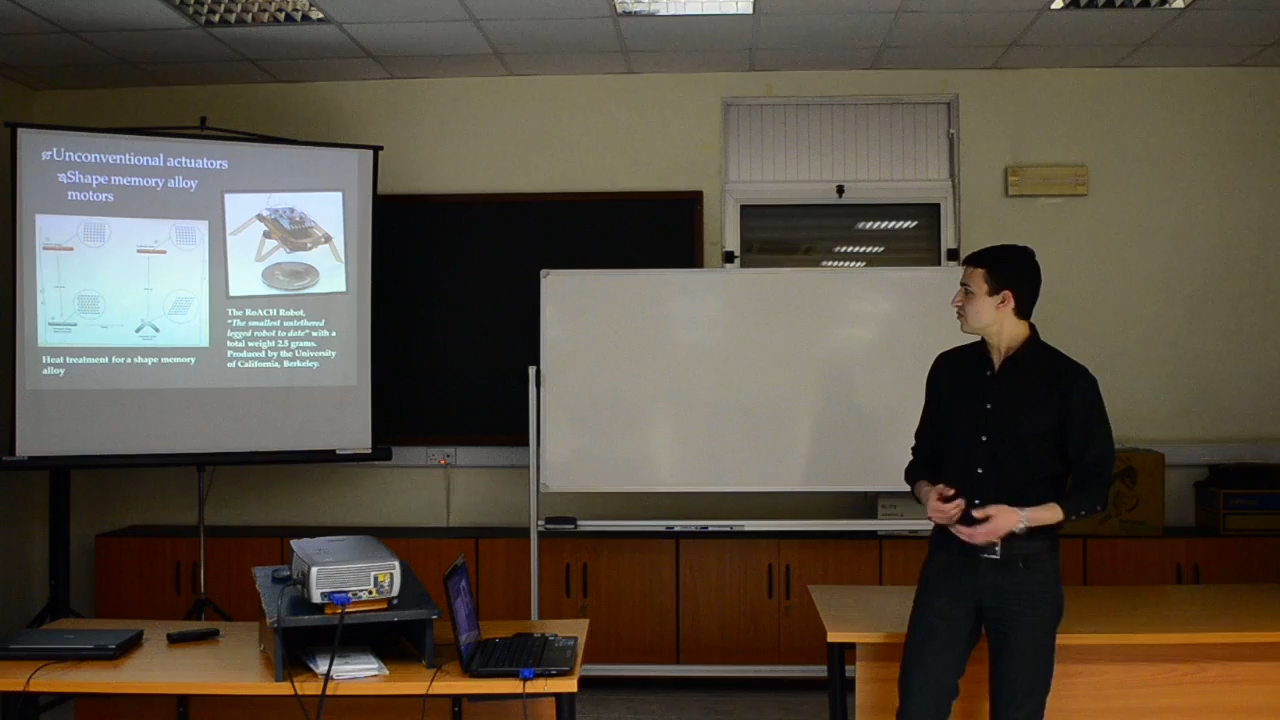 Unconventional actuators
Shape memory alloy
motors
The RoACH Robot,
"The smallest untethered
legged robot to date" with a
total weight 2.5 grams.
Produced by the University
of California, Berkeley.
Heat treatment for a shape memory
alloy